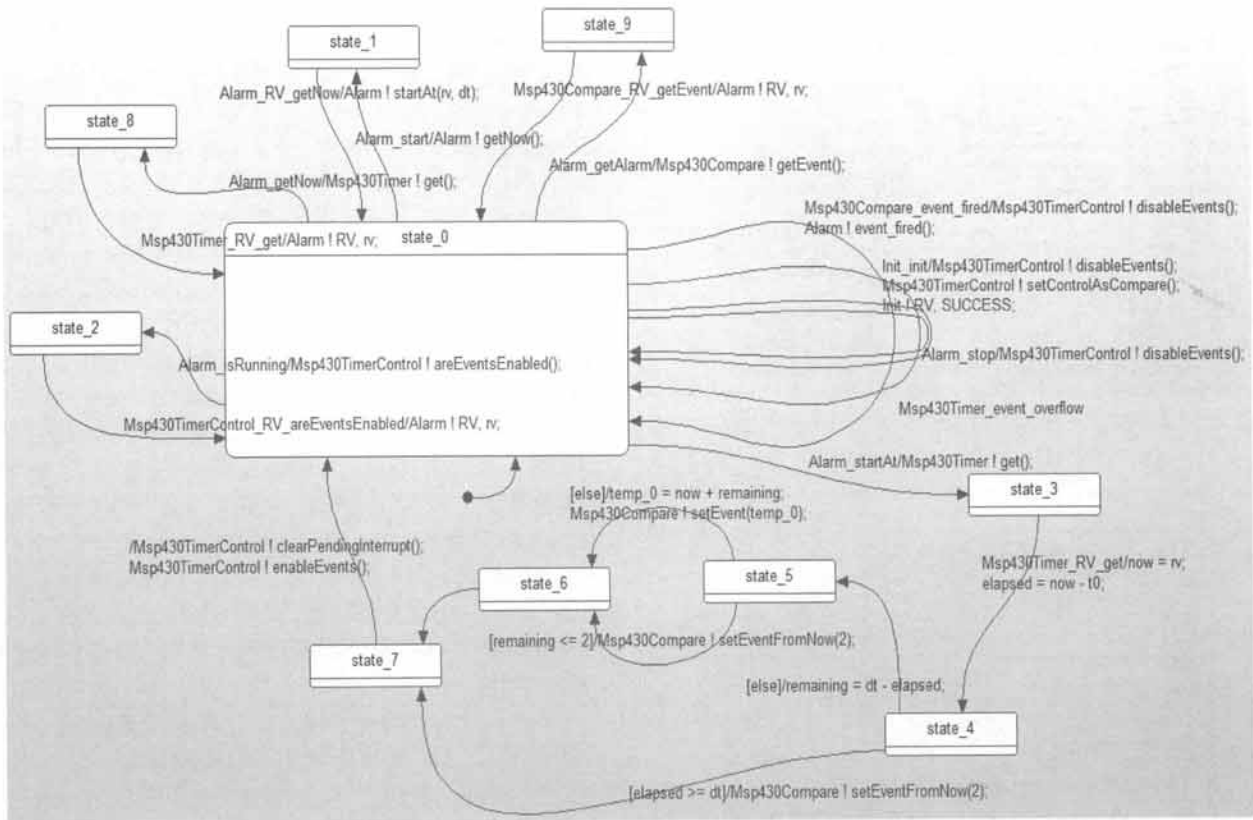 state_9
state_1
Alarm_RV_getNow/Alarm ! startAt(rv, dt);
Msp430Compare_RV_getEvent/Alarm ! RV, rv;
state_8
Alarm_start/Alarm ! getNow();
Alarm_getAlarm/Msp430Compare ! getEvent();
Alarm_getNow/Msp430Timer ! get();
Msp430Compare_event_fired/Msp430TimerControl ! disableEvents();
Alarm ! event_fired();
Msp430Timer_RV_get/Alarm ! RV, rv;
state_0
Init_init/Msp430TimerControl ! disableEvents();
Msp430TimerControl ! setControlAsCompare();
Init ! RV, SUCCESS;
state_2
Alarm_isRunning/Msp430TimerControl ! areEventsEnabled();
Alarm_stop/Msp430TimerControl ! disableEvents();
Msp430Timer_event_overflow
Msp430TimerControl_RV_areEventsEnabled/Alarm ! RV, rv;
Alarm_startAt/Msp430Timer ! get();
state_3
[else]/temp_0 = now + remaining;
Msp430Compare ! setEvent(temp_0);
/Msp430TimerControl ! clearPendingInterrupt();
Msp430TimerControl ! enableEvents();
Msp430Timer_RV_get/now = rv;
elapsed = now - t0;
state_6
state_5
[remaining <= 2]/Msp430Compare ! setEventFromNow(2);
state_7
[else]/remaining = dt - elapsed;
state_4
[elapsed >= dt]/Msp430Compare ! setEventFromNow(2);